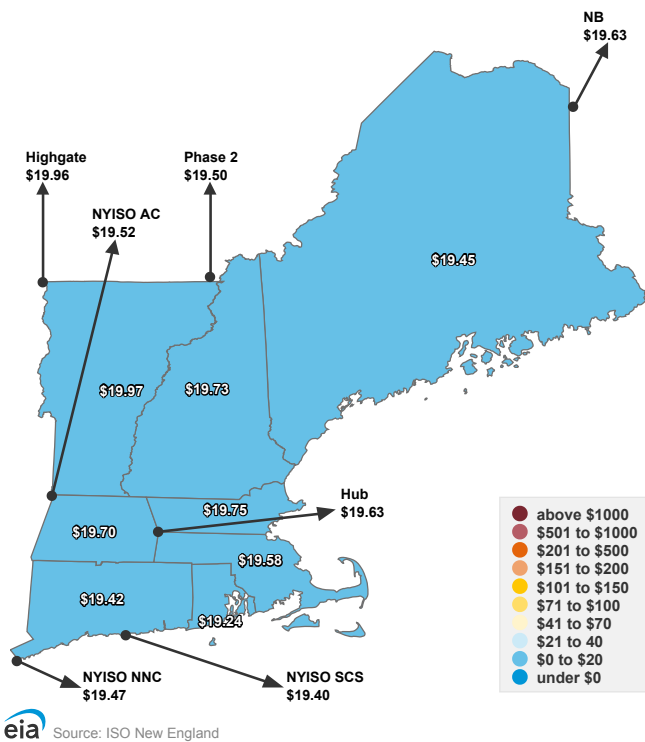 NB
$19.63
Highgate
$19.96
Phase 2
$19.50
NYISO AC
$19.52
$19.45
$19.97
$19.73
Hub
$19.63
$19.75
$19.70
$19.58
$19.42
$19.24
NYISO NNC
$19.47
NYISO SCS
$19.40
above $1000
$501 to $1000
$201 to $500
$151 to $200
$101 to $150
$71 to $100
$41 to $70
$21 to 40
$0 to $20
under $0
eia Source: ISO New England